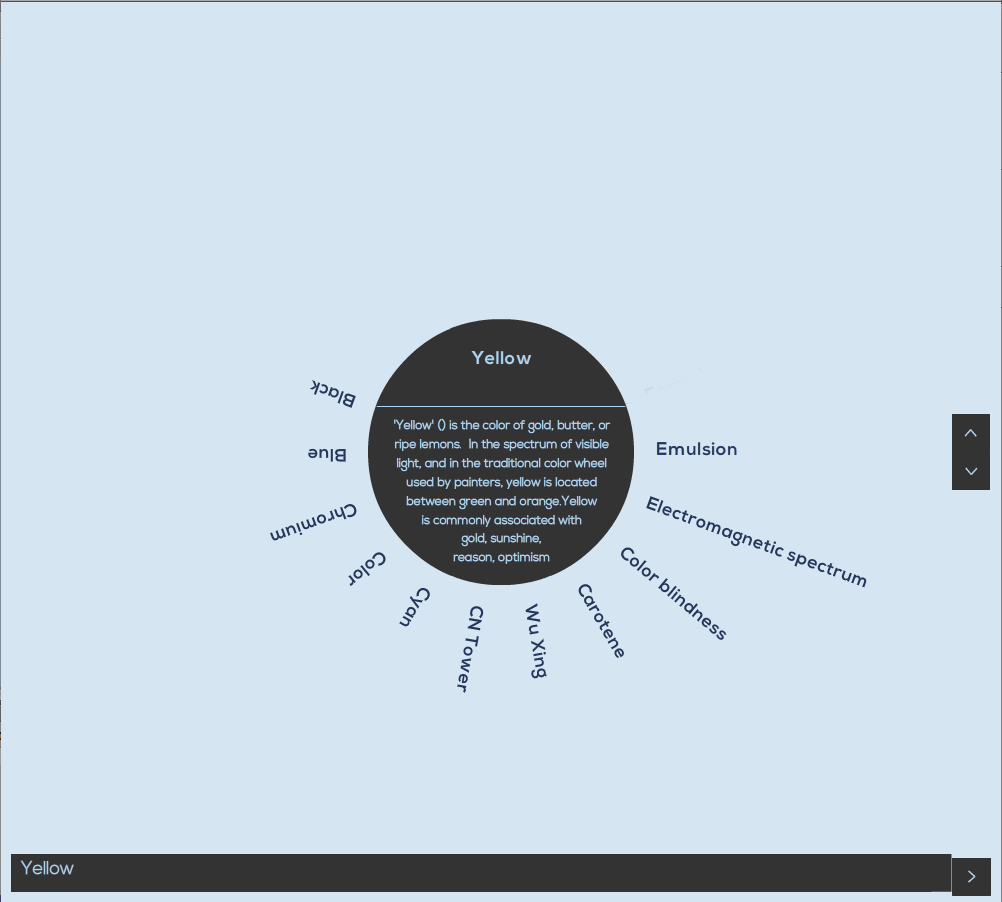 Yellow
'Yellow' () is the color of gold, butter, or
ripe lemons.  In the spectrum of visible
light, and in the traditional color wheel
used by painters, yellow is located
between green and orange.Yellow
is commonly associated with
gold, sunshine,
reason, optimism
Black
Blue
Chromium
Color
Cyan
CN Tower
Wu Xing
Carotene
Color blindness
Electromagnetic spectrum
Emulsion
Yellow